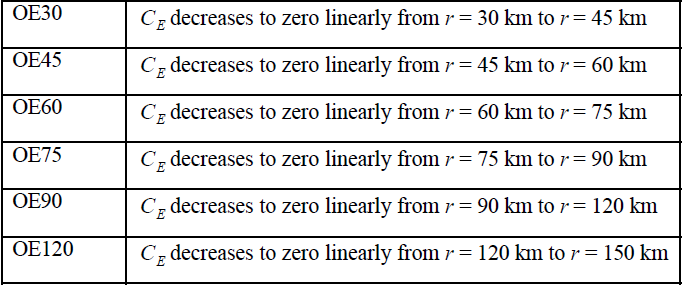 OE30 C_E decreases to zero linearly from r = 30 km to r = 45 km
OE45 C_E decreases to zero linearly from r = 45 km to r = 60 km
OE60 C_E decreases to zero linearly from r = 60 km to r = 75 km
OE75 C_E decreases to zero linearly from r = 75 km to r = 90 km
OE90 C_E decreases to zero linearly from r = 90 km to r = 120 km
OE120 C_E decreases to zero linearly from r = 120 km to r = 150 km